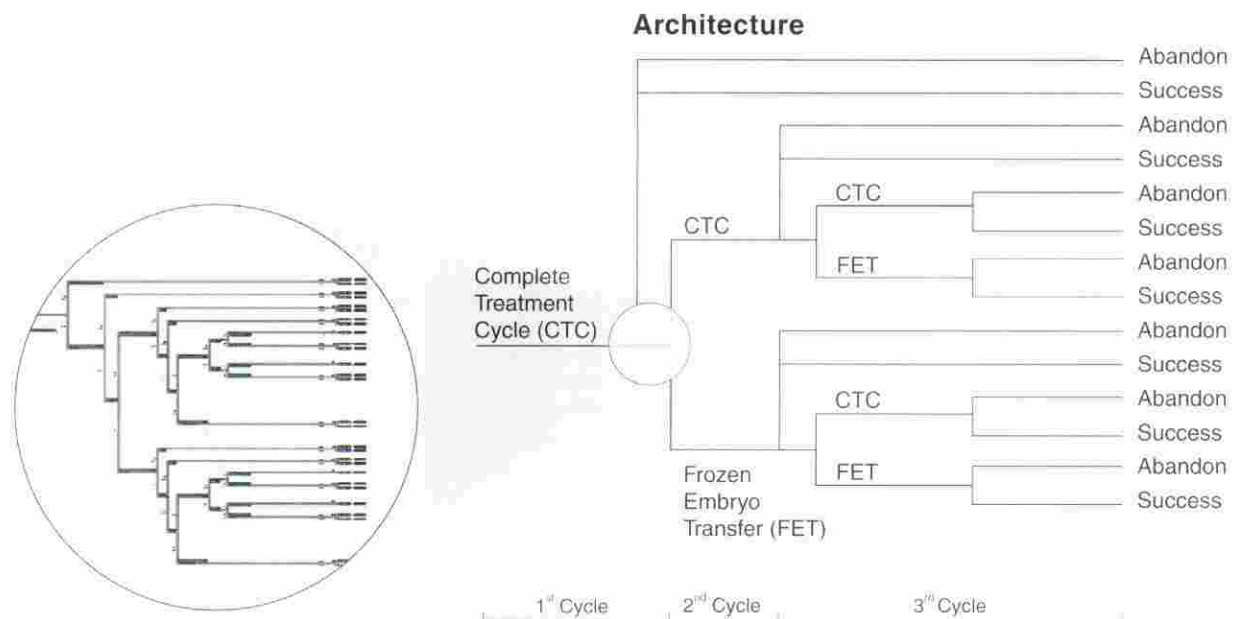 Architecture
Abandon
Success
Abandon
Success
CTC
Abandon
Success
CTC
FET
Abandon
Success
Complete
Treatment
Cycle (CTC)
Abandon
Success
CTC
Abandon
Success
FET
Abandon
Success
Frozen
Embryo
Transfer (FET)
1st Cycle
2nd Cycle
3rd Cycle